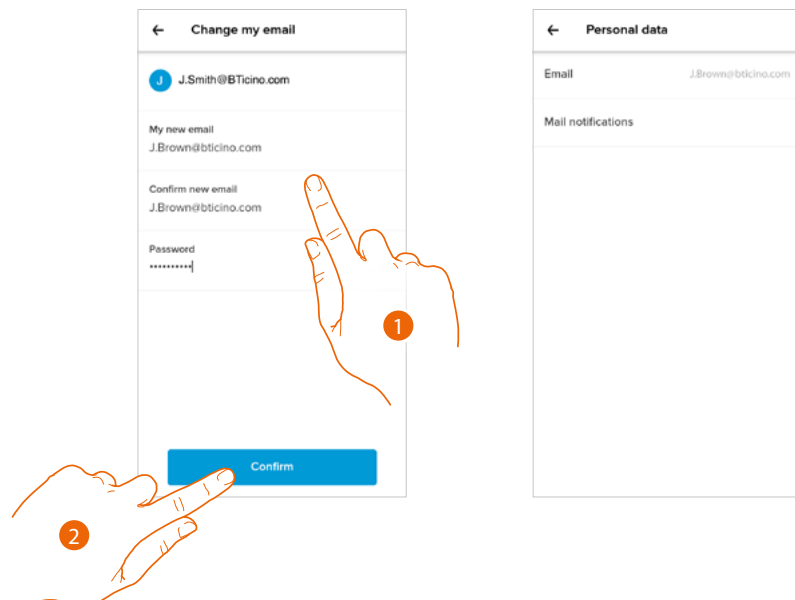 Change my email
J
J.Smith@BTicino.com
My new email
J.Brown@bticino.com
Confirm new email
J.Brown@bticino.com
Password
••••••••••
1
Confirm
2
Personal data
Email J.Brown@bticino.com
Mail notifications